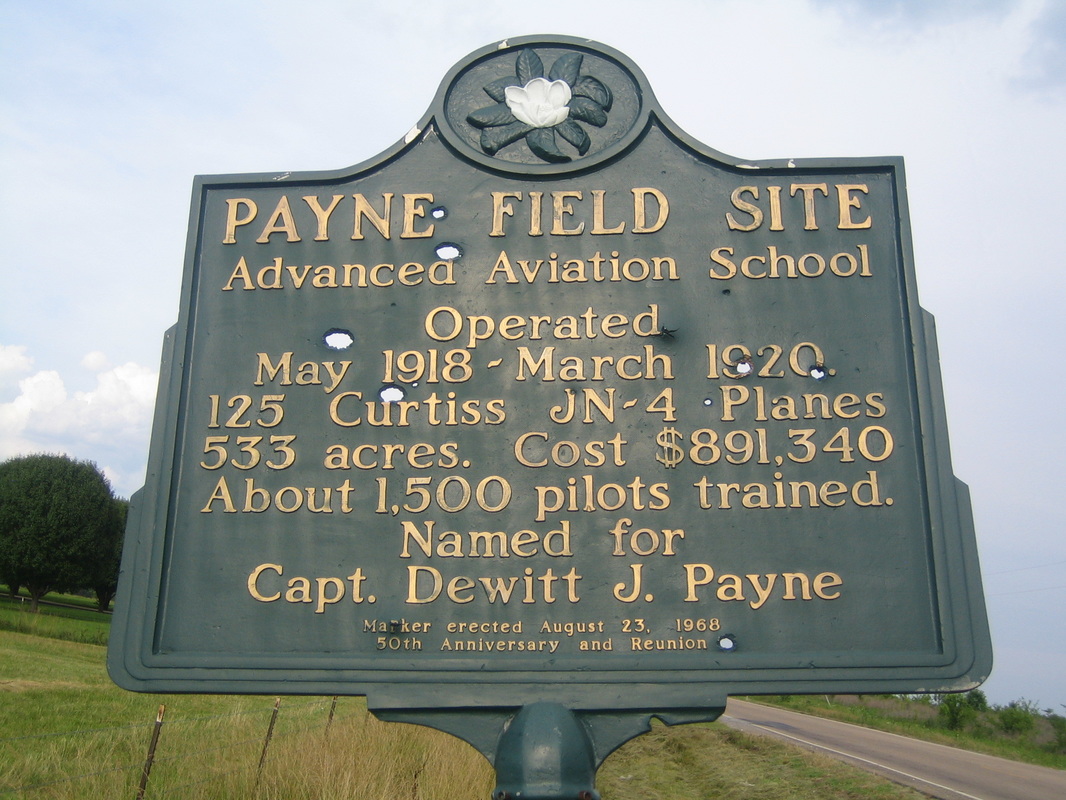 PAYNE FIELD SITE
Advanced Aviation School
Operated
May 1918 - March 1920.
125 Curtiss JN-4 Planes
533 acres. Cost $891,340
About 1,500 pilots trained.
Named for
Capt. Dewitt J. Payne
Marker erected August 23, 1968
50th Anniversary and Reunion